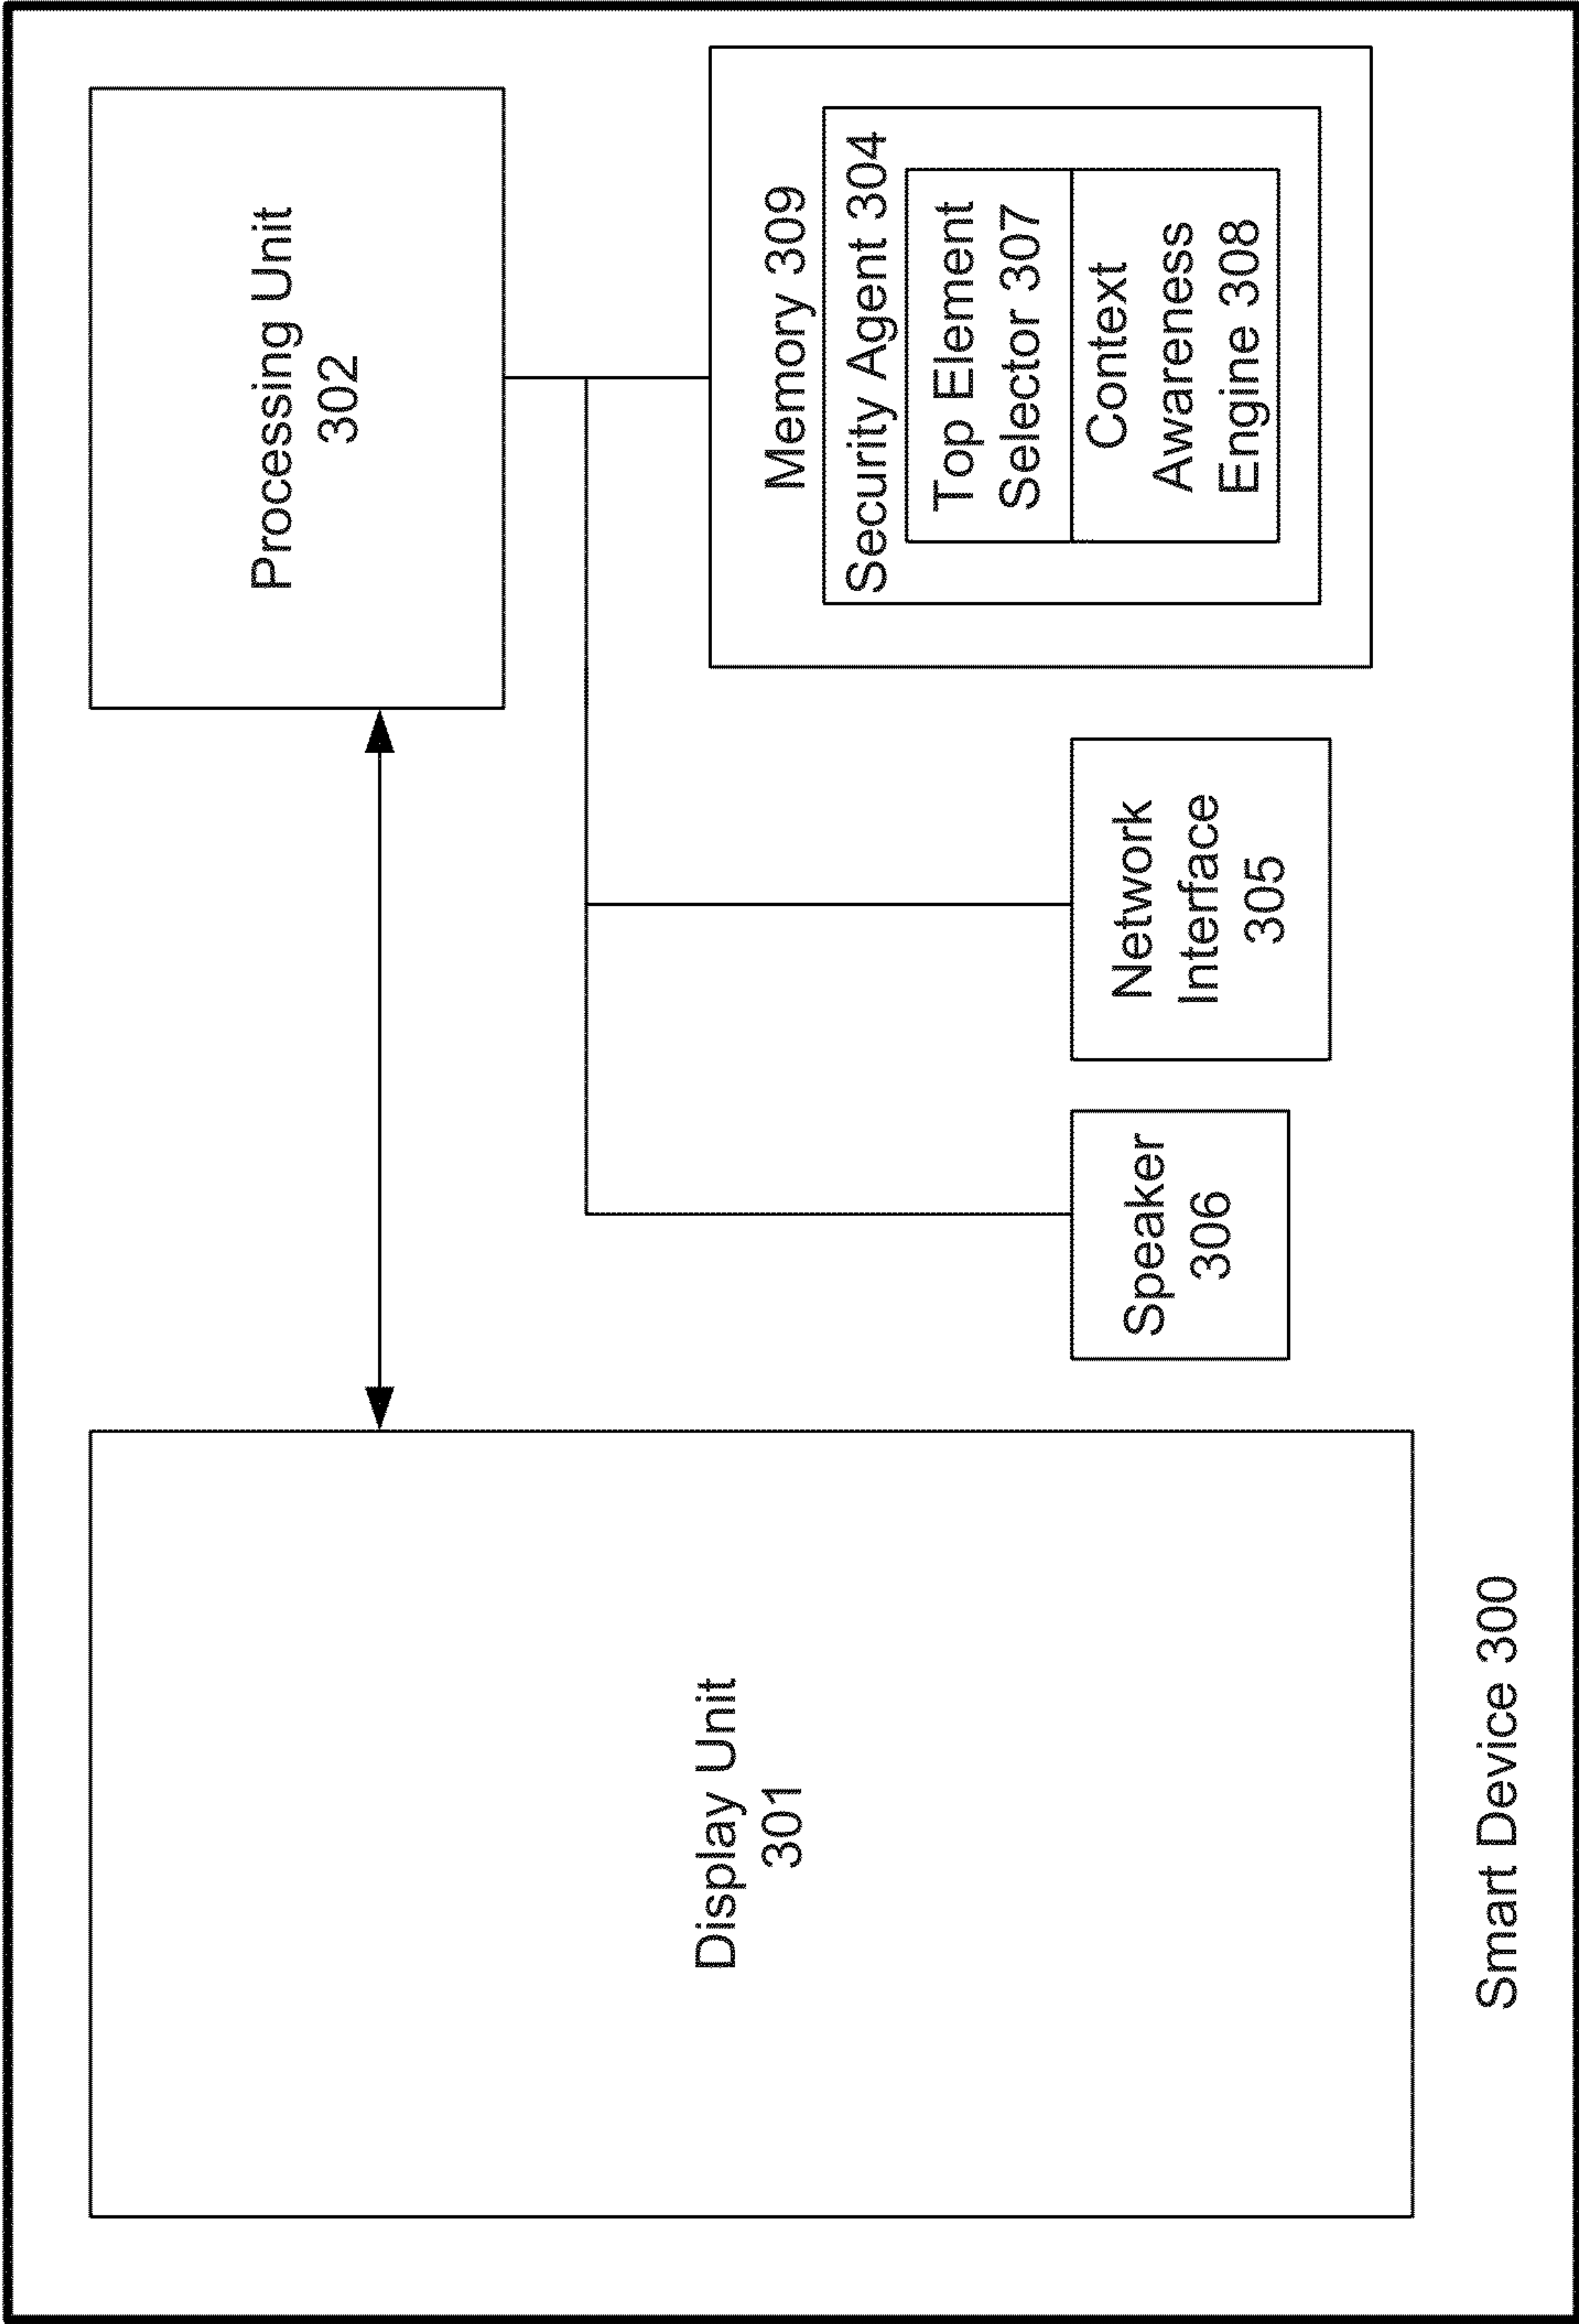 Display Unit
301
Processing Unit
302
Speaker
306
Network
Interface
305
Memory 309
Security Agent 304
Top Element
Selector 307
Context
Awareness
Engine 308
Smart Device 300